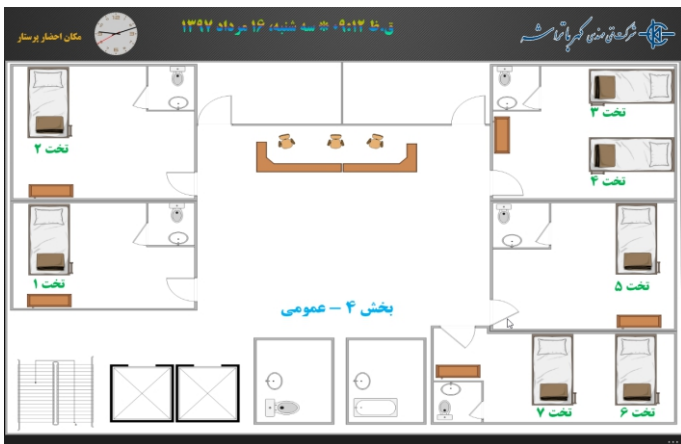 مکان احضار پرستار
ق.ظ ۰۹:۱۲ * سه شنبه، ۱۶ مرداد ۱۳۹۷
تخت ۲
تخت ۳
تخت ۴
تخت ۱
تخت ۵
بخش ۴ – عمومی
تخت ۷
تخت ۶